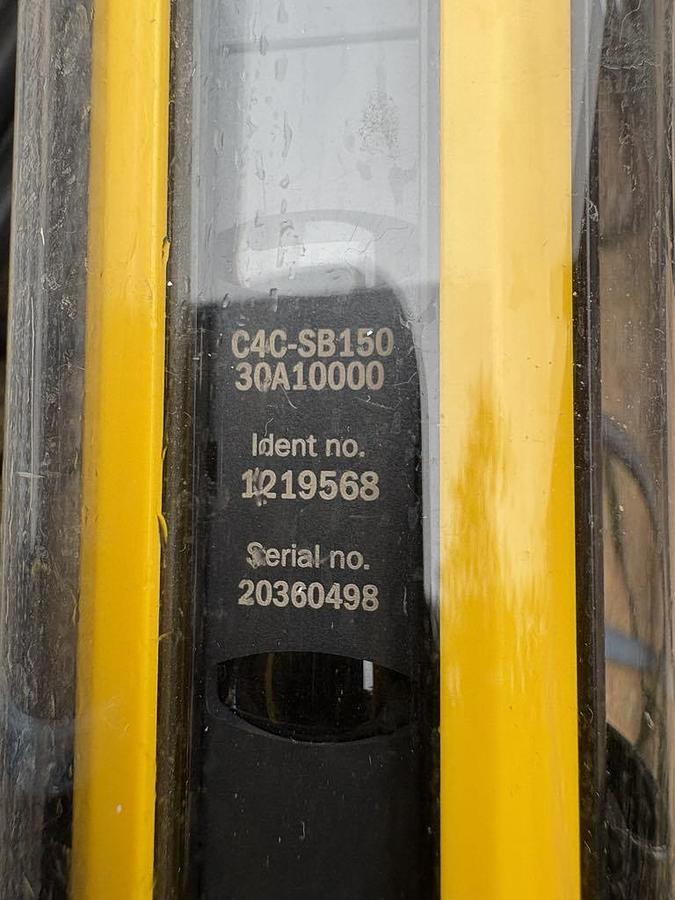 C4C-SB150
30A10000
Ident no.
1219568
Serial no.
20360498